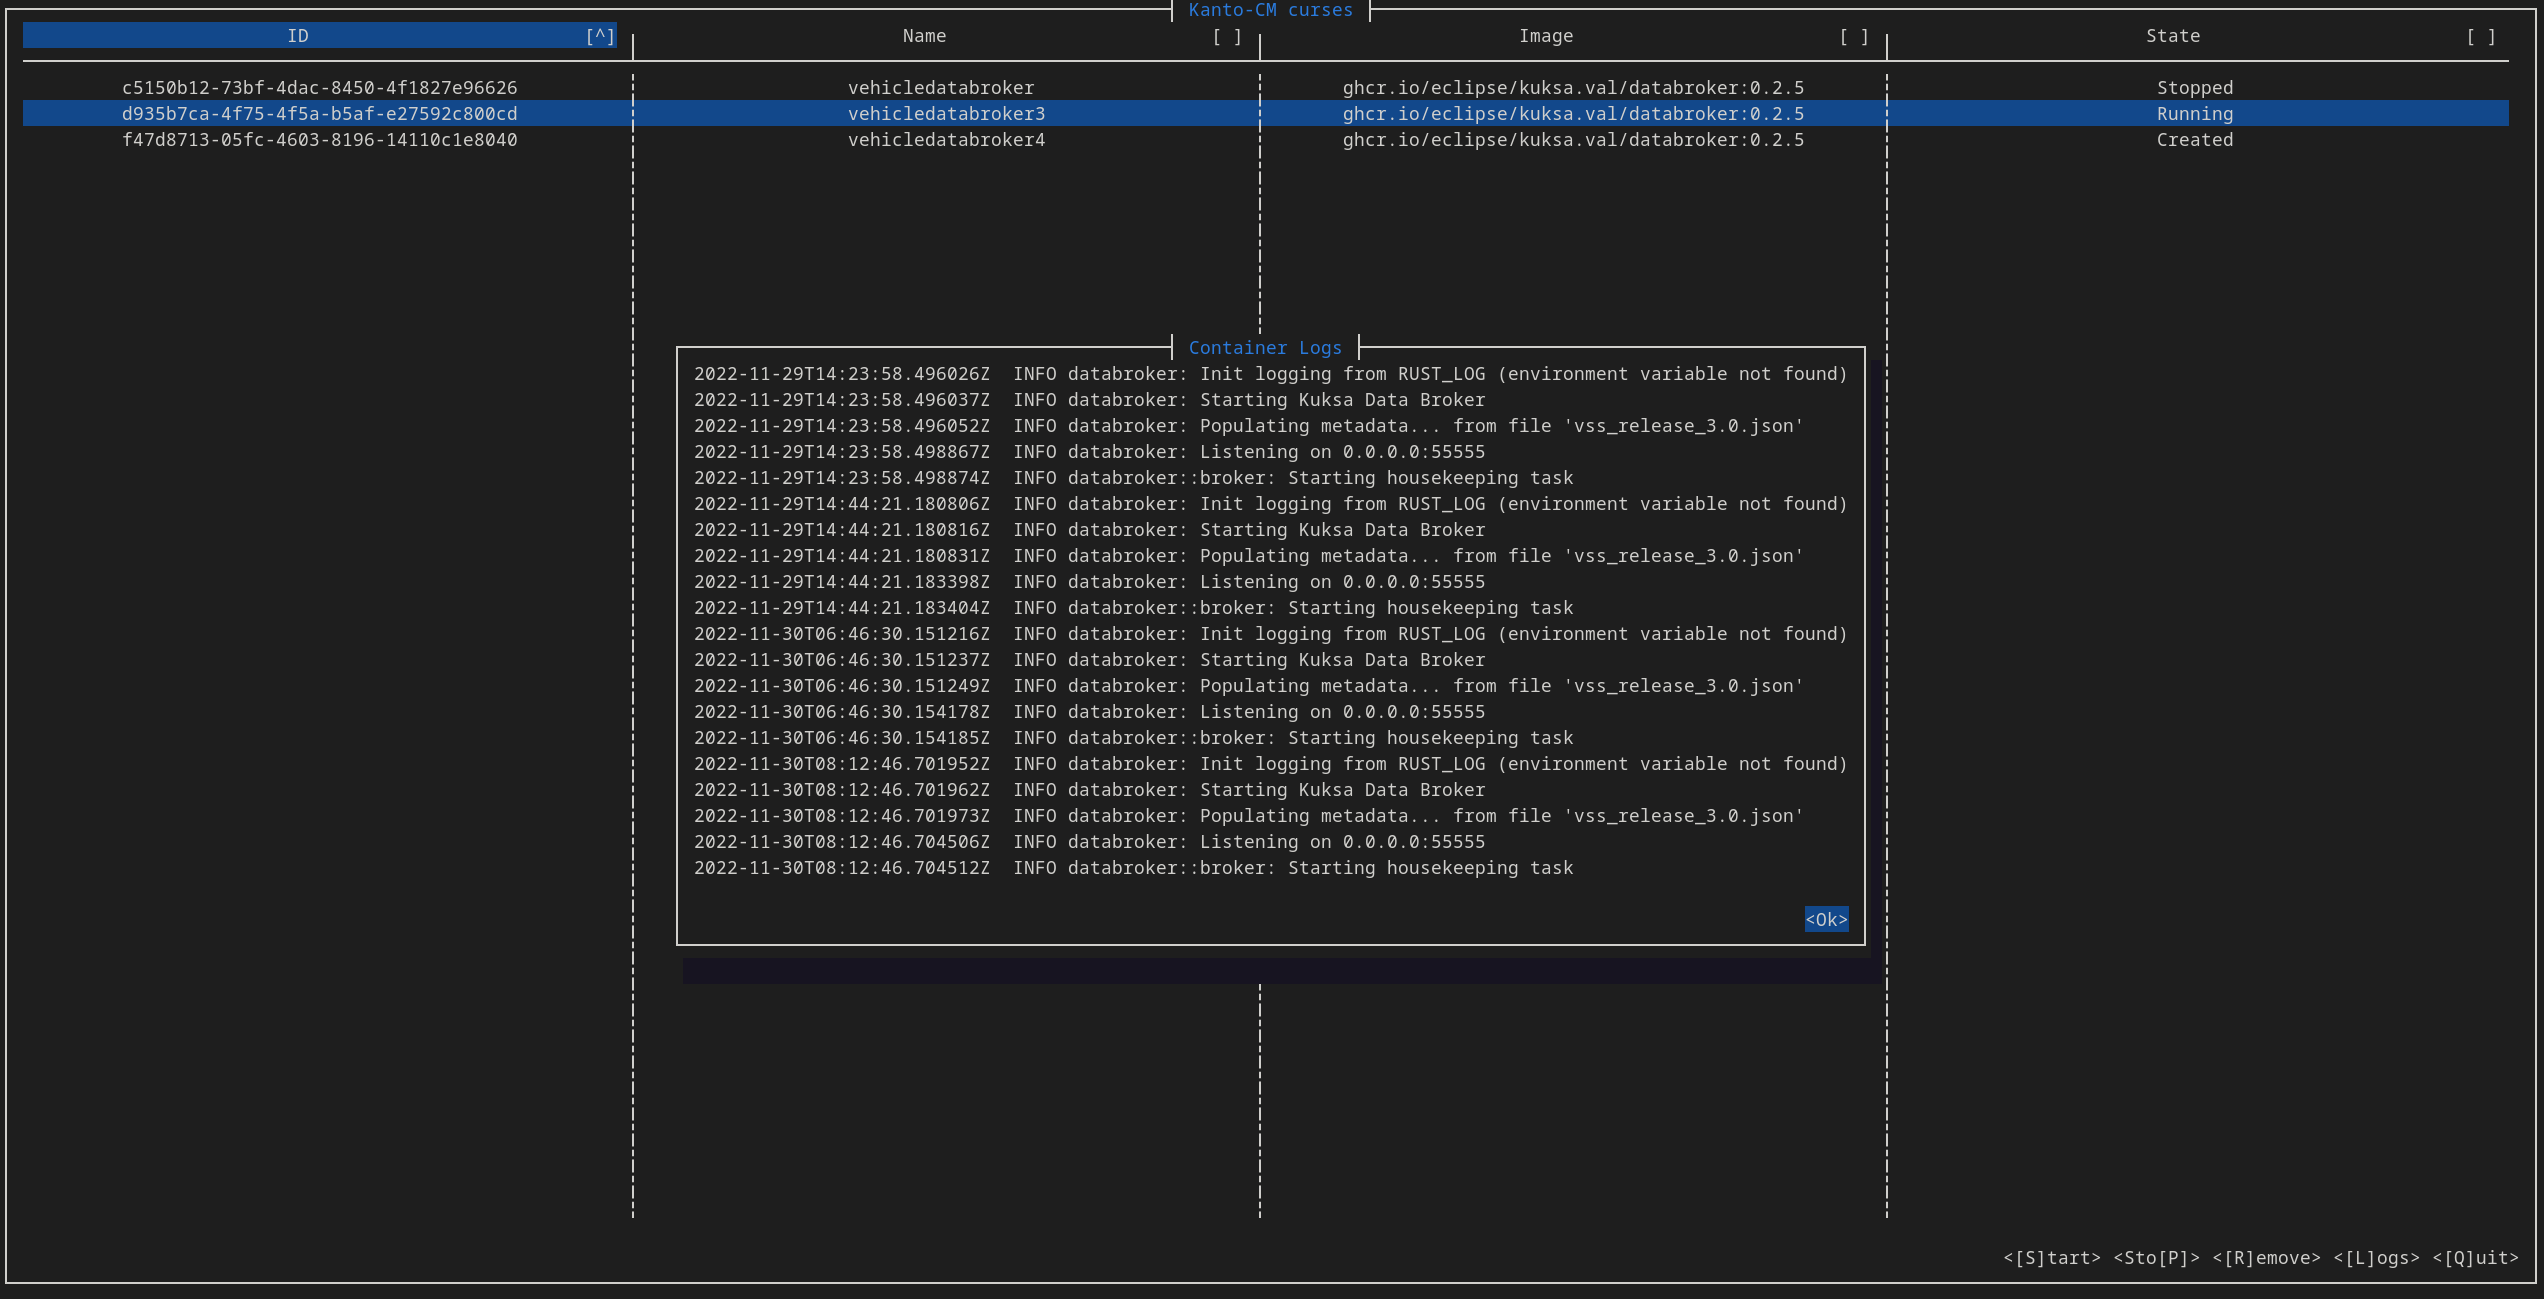 Kanto-CM curses
ID [^] Name [ ] Image [ ] State [ ]
c5150b12-73bf-4dac-8450-4f1827e96626 vehicledatabroker ghcr.io/eclipse/kuksa.val/databroker:0.2.5 Stopped
d935b7ca-4f75-4f5a-b5af-e27592c800cd vehicledatabroker3 ghcr.io/eclipse/kuksa.val/databroker:0.2.5 Running
f47d8713-05fc-4603-8196-14110c1e8040 vehicledatabroker4 ghcr.io/eclipse/kuksa.val/databroker:0.2.5 Created
Container Logs
2022-11-29T14:23:58.496026Z  INFO databroker: Init logging from RUST_LOG (environment variable not found)
2022-11-29T14:23:58.496037Z  INFO databroker: Starting Kuksa Data Broker
2022-11-29T14:23:58.496052Z  INFO databroker: Populating metadata... from file 'vss_release_3.0.json'
2022-11-29T14:23:58.498867Z  INFO databroker: Listening on 0.0.0.0:55555
2022-11-29T14:23:58.498874Z  INFO databroker::broker: Starting housekeeping task
2022-11-29T14:44:21.180806Z  INFO databroker: Init logging from RUST_LOG (environment variable not found)
2022-11-29T14:44:21.180816Z  INFO databroker: Starting Kuksa Data Broker
2022-11-29T14:44:21.180831Z  INFO databroker: Populating metadata... from file 'vss_release_3.0.json'
2022-11-29T14:44:21.183398Z  INFO databroker: Listening on 0.0.0.0:55555
2022-11-29T14:44:21.183404Z  INFO databroker::broker: Starting housekeeping task
2022-11-30T06:46:30.151216Z  INFO databroker: Init logging from RUST_LOG (environment variable not found)
2022-11-30T06:46:30.151237Z  INFO databroker: Starting Kuksa Data Broker
2022-11-30T06:46:30.151249Z  INFO databroker: Populating metadata... from file 'vss_release_3.0.json'
2022-11-30T06:46:30.154178Z  INFO databroker: Listening on 0.0.0.0:55555
2022-11-30T06:46:30.154185Z  INFO databroker::broker: Starting housekeeping task
2022-11-30T08:12:46.701952Z  INFO databroker: Init logging from RUST_LOG (environment variable not found)
2022-11-30T08:12:46.701962Z  INFO databroker: Starting Kuksa Data Broker
2022-11-30T08:12:46.701973Z  INFO databroker: Populating metadata... from file 'vss_release_3.0.json'
2022-11-30T08:12:46.704506Z  INFO databroker: Listening on 0.0.0.0:55555
2022-11-30T08:12:46.704512Z  INFO databroker::broker: Starting housekeeping task
<Ok>
<[S]tart> <Sto[P]> <[R]emove> <[L]ogs> <[Q]uit>